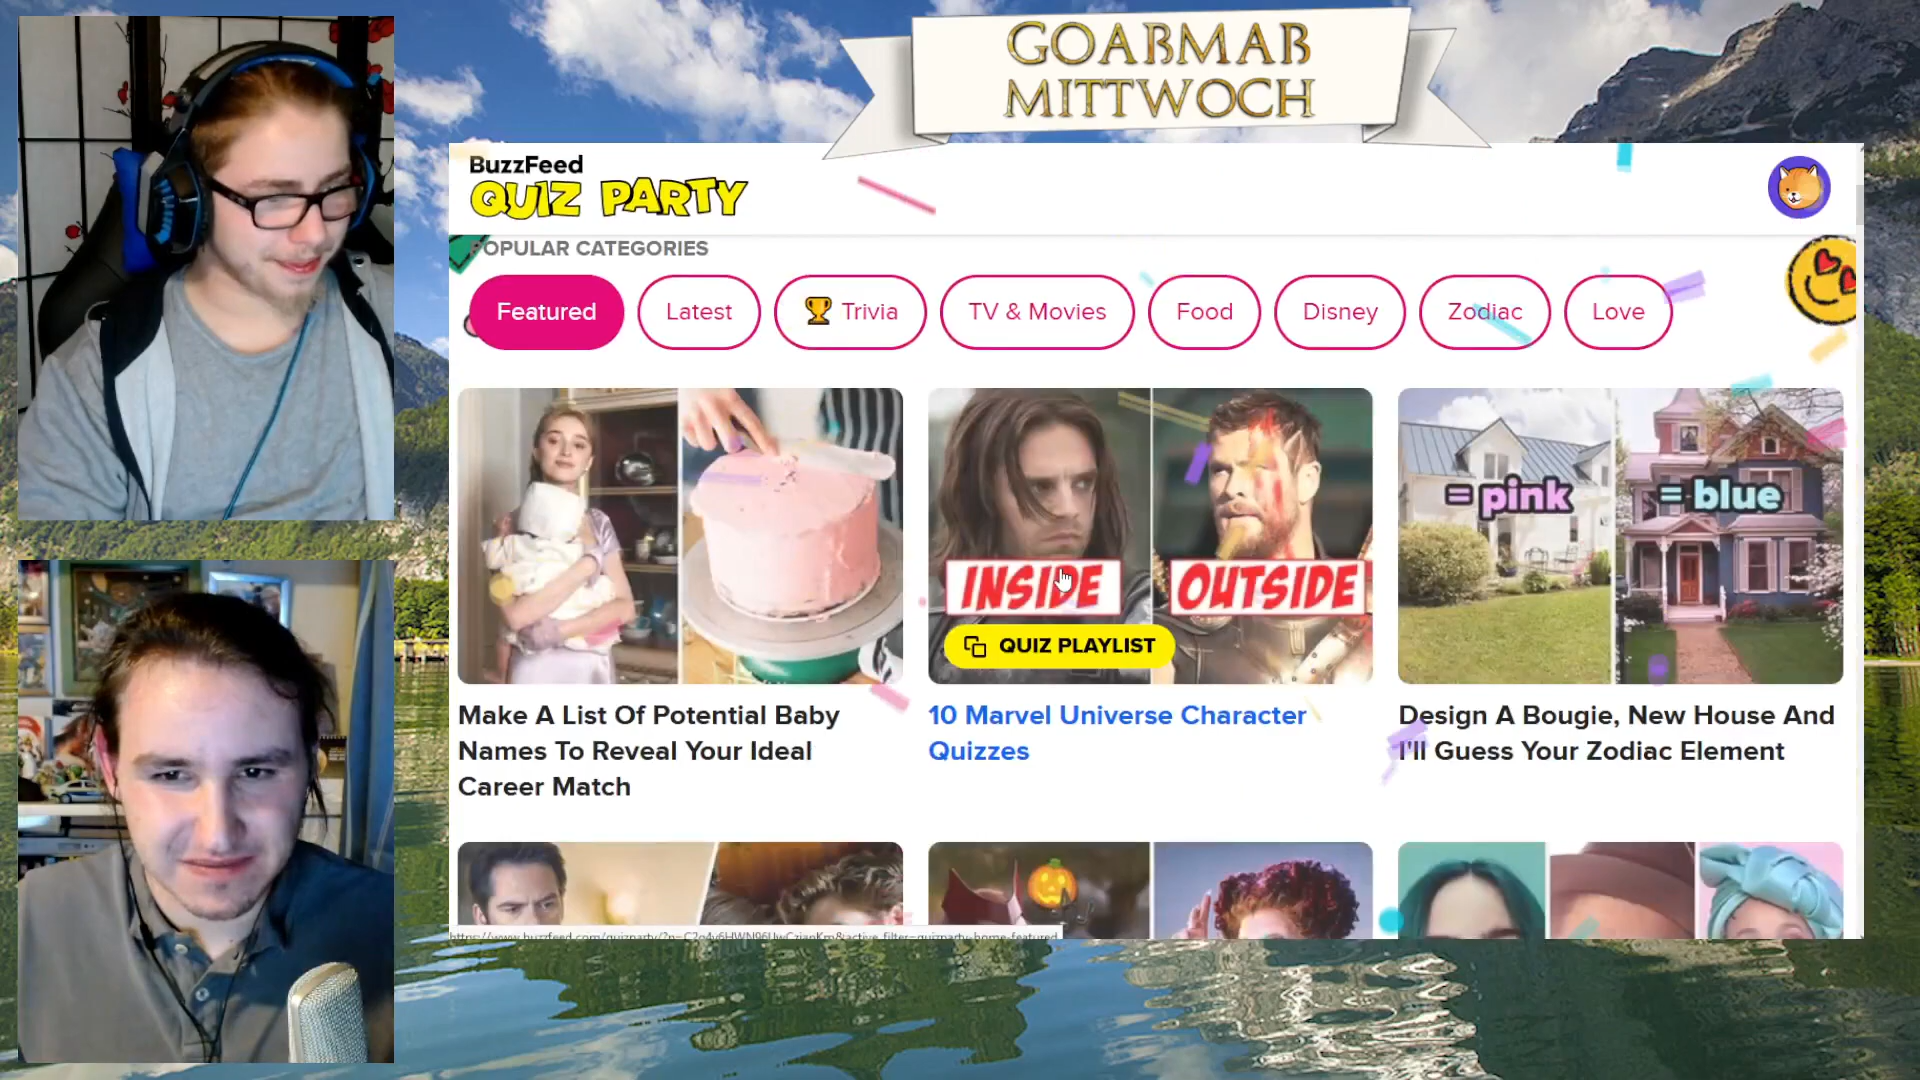 GOABMAB
MITTWOCH
BuzzFeed
QUIZ PARTY
POPULAR CATEGORIES
Featured
Latest
Trivia
TV & Movies
Food
Disney
Zodiac
Love
INSIDE
OUTSIDE
QUIZ PLAYLIST
= pink
= blue
Make A List Of Potential Baby
Names To Reveal Your Ideal
Career Match
10 Marvel Universe Character
Quizzes
Design A Bougie, New House And
I'll Guess Your Zodiac Element